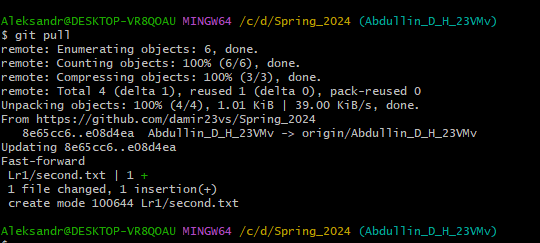 Aleksandr@DESKTOP-VR8QOAU MINGW64 /c/d/Spring_2024 (Abdullin_D_H_23VMv)
$ git pull
remote: Enumerating objects: 6, done.
remote: Counting objects: 100% (6/6), done.
remote: Compressing objects: 100% (3/3), done.
remote: Total 4 (delta 1), reused 1 (delta 0), pack-reused 0
Unpacking objects: 100% (4/4), 1.01 KiB | 39.00 KiB/s, done.
From https://github.com/damir23vs/Spring_2024
   8e65cc6..e08d4ea  Abdullin_D_H_23VMv -> origin/Abdullin_D_H_23VMv
Updating 8e65cc6..e08d4ea
Fast-forward
 Lr1/second.txt | 1 +
 1 file changed, 1 insertion(+)
 create mode 100644 Lr1/second.txt
Aleksandr@DESKTOP-VR8QOAU MINGW64 /c/d/Spring_2024 (Abdullin_D_H_23VMv)